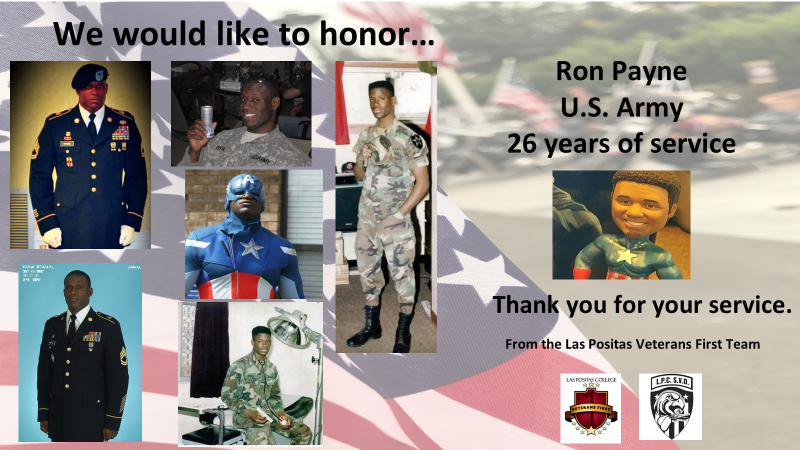 We would like to honor...
Ron Payne
U.S. Army
26 years of service
Thank you for your service.
From the Las Positas Veterans First Team
LAS POSITAS COLLEGE
VETERANS FIRST
L.P.C. S.V.O.